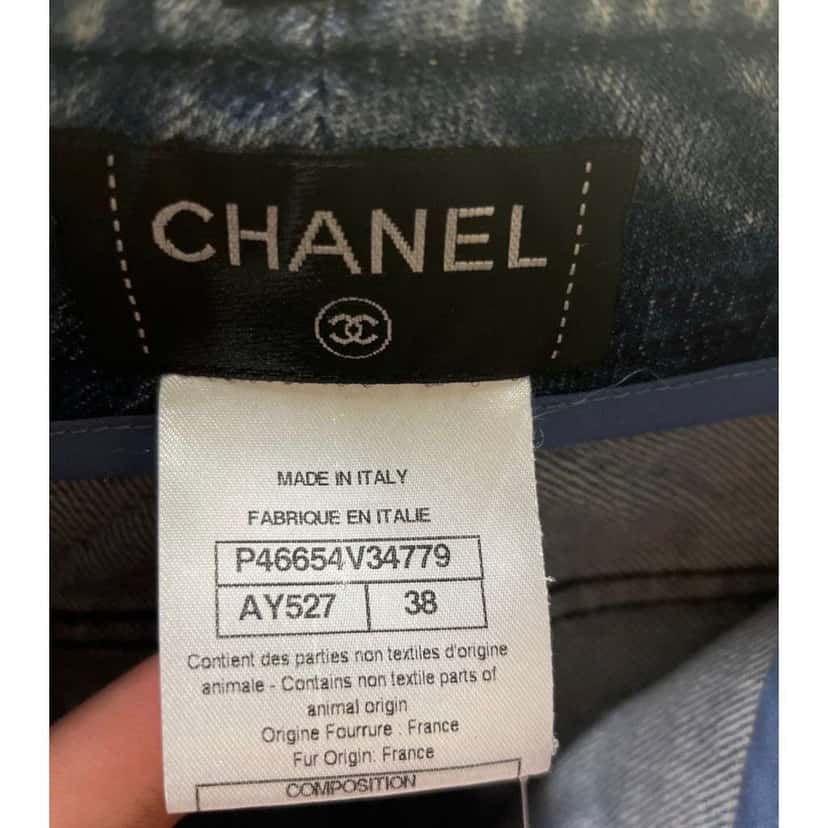 CHANEL
MADE IN ITALY
FABRIQUE EN ITALIE
P46654V34779
AY527 38
Contient des parties non textiles d'origine
animale - Contains non textile parts of
animal origin
Origine Fourrure : France
Fur Origin: France
COMPOSITION